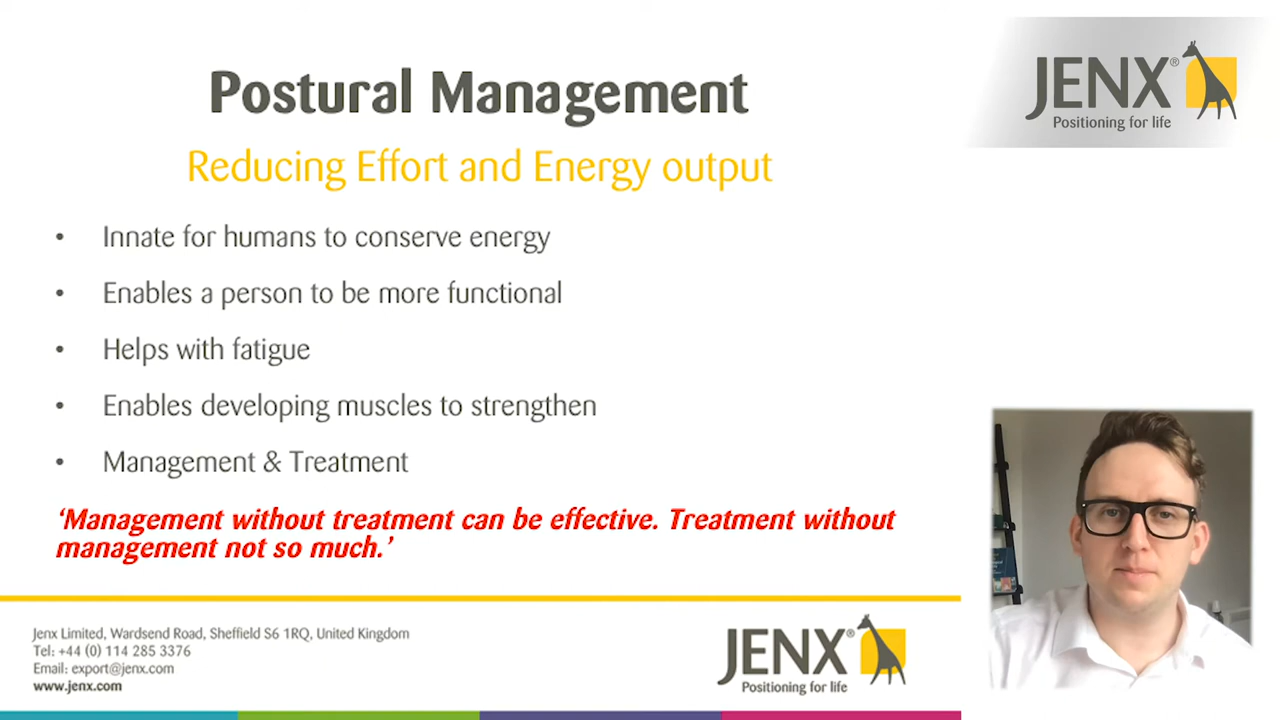 Postural Management
Reducing Effort and Energy output
• Innate for humans to conserve energy
• Enables a person to be more functional
• Helps with fatigue
• Enables developing muscles to strengthen
• Management & Treatment
‘Management without treatment can be effective. Treatment without
management not so much.’
Jenx Limited, Wardsend Road, Sheffield S6 1RQ, United Kingdom
Tel: +44 (0) 114 285 3376
Email: export@jenx.com
www.jenx.com
JENX®
Positioning for life
JENX®
Positioning for life